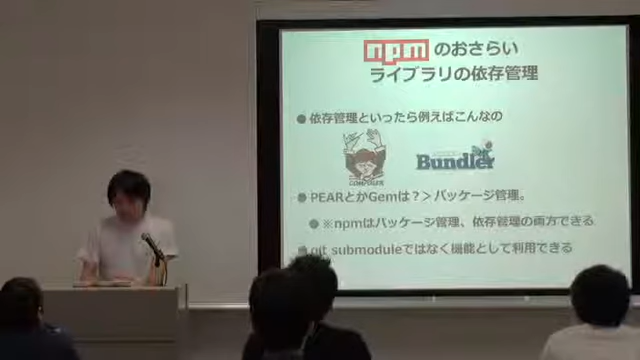 npm のおさらい
ライブラリの依存管理
● 依存管理といったら例えばこんなの
COMPOSER
Bundler
● PEARとかGemは？＞パッケージ管理。
● ※npmはパッケージ管理、依存管理の両方できる
● git submoduleではなく機能として利用できる